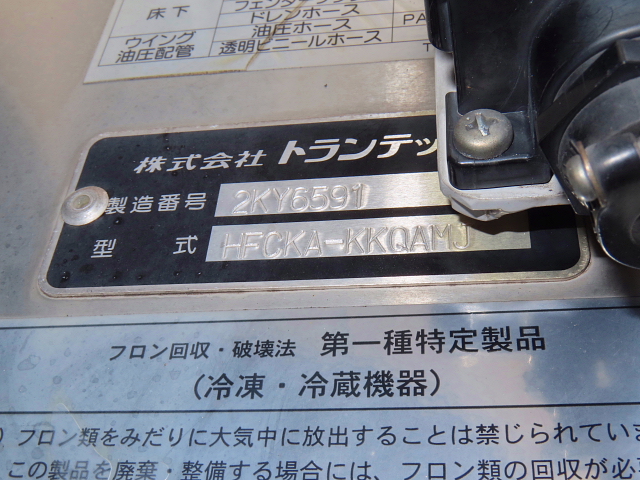 床下
ドレンホース
油圧ホース PA
ウイング
油圧配管 透明ビニールホース T
株式会社 トランテッ
製造番号 2KY6591
型式 HFCKA-KKQAMJ
フロン回収・破壊法 第一種特定製品
(冷凍・冷蔵機器)
) フロン類をみだりに大気中に放出することは禁じられていま
この製品を廃棄・整備する場合には、フロン類の回収が必